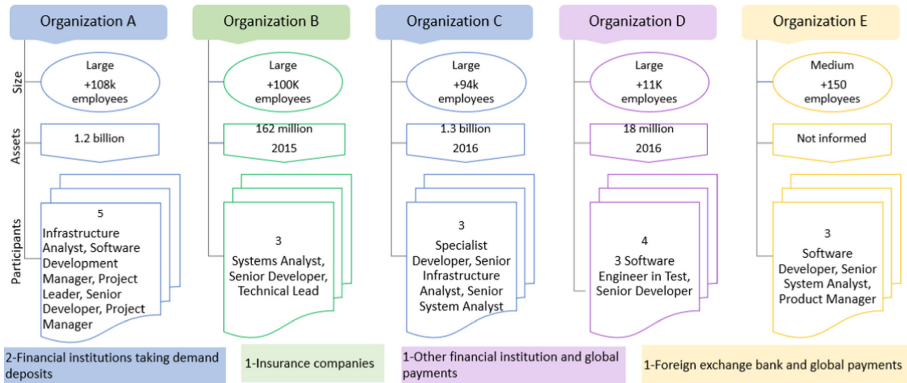 Organization A
Organization B
Organization C
Organization D
Organization E
Size
Large
+108k
employees
Large
+100K
employees
Large
+94k
employees
Large
+11K
employees
Medium
+150
employees
Assets
1.2 billion
162 million
2015
1.3 billion
2016
18 million
2016
Not informed
Participants
5
Infrastructure
Analyst, Software
Development
Manager, Project
Leader, Senior
Developer, Project
Manager
3
Systems Analyst,
Senior Developer,
Technical Lead
3
Specialist
Developer, Senior
Infrastructure
Analyst, Senior
System Analyst
4
3 Software
Engineer in Test,
Senior Developer
3
Software
Developer, Senior
System Analyst,
Product Manager
2-Financial institutions taking demand
deposits
1-Insurance companies
1-Other financial institution and global
payments
1-Foreign exchange bank and global payments